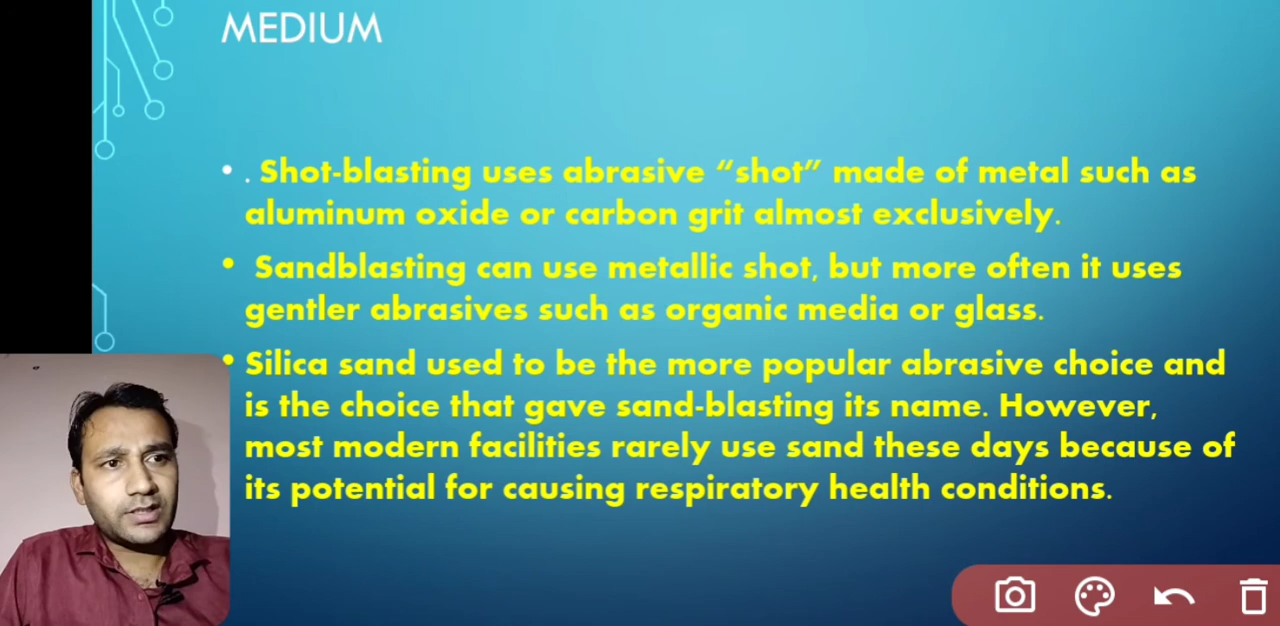 MEDIUM
• . Shot-blasting uses abrasive “shot” made of metal such as
aluminum oxide or carbon grit almost exclusively.
• Sandblasting can use metallic shot, but more often it uses
gentler abrasives such as organic media or glass.
• Silica sand used to be the more popular abrasive choice and
is the choice that gave sand-blasting its name. However,
most modern facilities rarely use sand these days because of
its potential for causing respiratory health conditions.